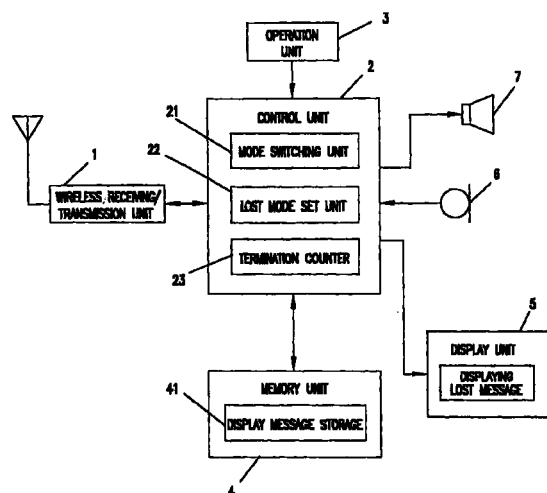 3
OPERATION
UNIT
2
7
21
CONTROL UNIT
MODE SWITCHING UNIT
1
22
WIRELESS RECEIVING/
TRANSMISSION UNIT
LOST MODE SET UNIT
6
23
TERMINATION COUNTER
5
DISPLAY UNIT
DISPLAYING
LOST MESSAGE
MEMORY UNIT
41
DISPLAY MESSAGE STORAGE
4